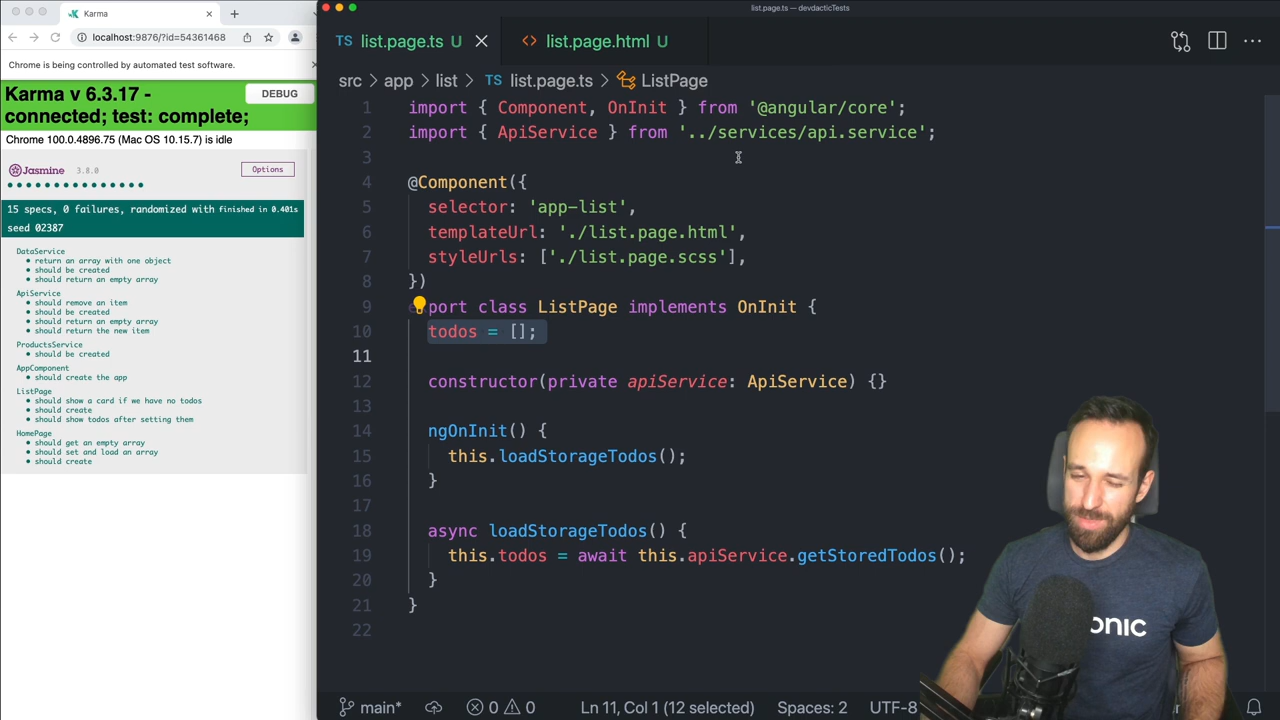 Karma
localhost:9876/?id=54361468
Chrome is being controlled by automated test software.
Karma v 6.3.17 -
connected; test: complete;
DEBUG
Chrome 100.0.4896.75 (Mac OS 10.15.7) is idle
Jasmine 3.8.0
Options
15 specs, 0 failures, randomized with finished in 0.401s
seed 02387
DataService
• return an array with one object
• should be created
• should return an empty array
ApiService
• should remove an item
• should be created
• should return an empty array
• should return the new item
ProductsService
• should be created
AppComponent
• should create the app
ListPage
• should show a card if we have no todos
• should create
• should show todos after setting them
HomePage
• should get an empty array
• should set and load an array
• should create
list.page.ts — devdacticTests
TS list.page.ts U
<> list.page.html U
src > app > list > TS list.page.ts > ListPage
1 import { Component, OnInit } from '@angular/core';
2 import { ApiService } from '../services/api.service';
3
4 @Component({
5 selector: 'app-list',
6 templateUrl: './list.page.html',
7 styleUrls: ['./list.page.scss'],
8 })
9 port class ListPage implements OnInit {
10 todos = [];
11
12 constructor(private apiService: ApiService) {}
13
14 ngOnInit() {
15 this.loadStorageTodos();
16 }
17
18 async loadStorageTodos() {
19 this.todos = await this.apiService.getStoredTodos();
20 }
21 }
22
onic
main* 0 0 Ln 11, Col 1 (12 selected) Spaces: 2 UTF-8